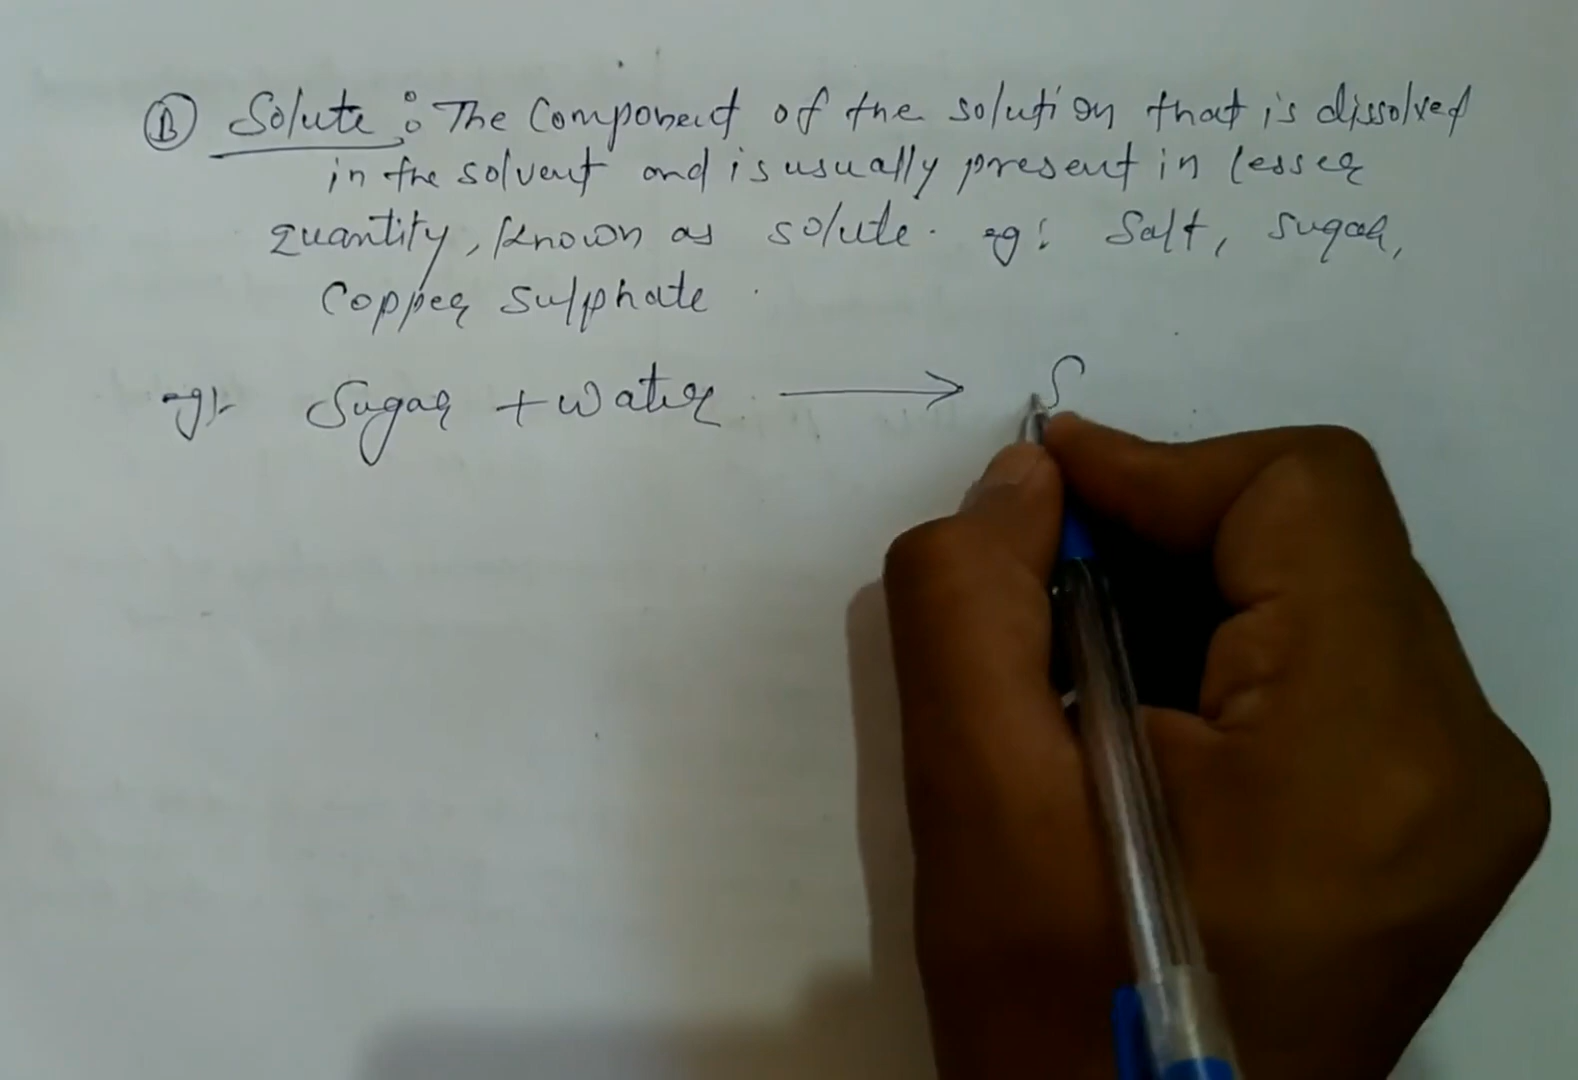 Ⓑ Solute : The Component of the solution that is dissolved
in the solvent and is usually present in lesser
quantity, known as solute. eg: Salt, sugar,
Copper sulphate.
eg:- Sugar + Water ⟶ S